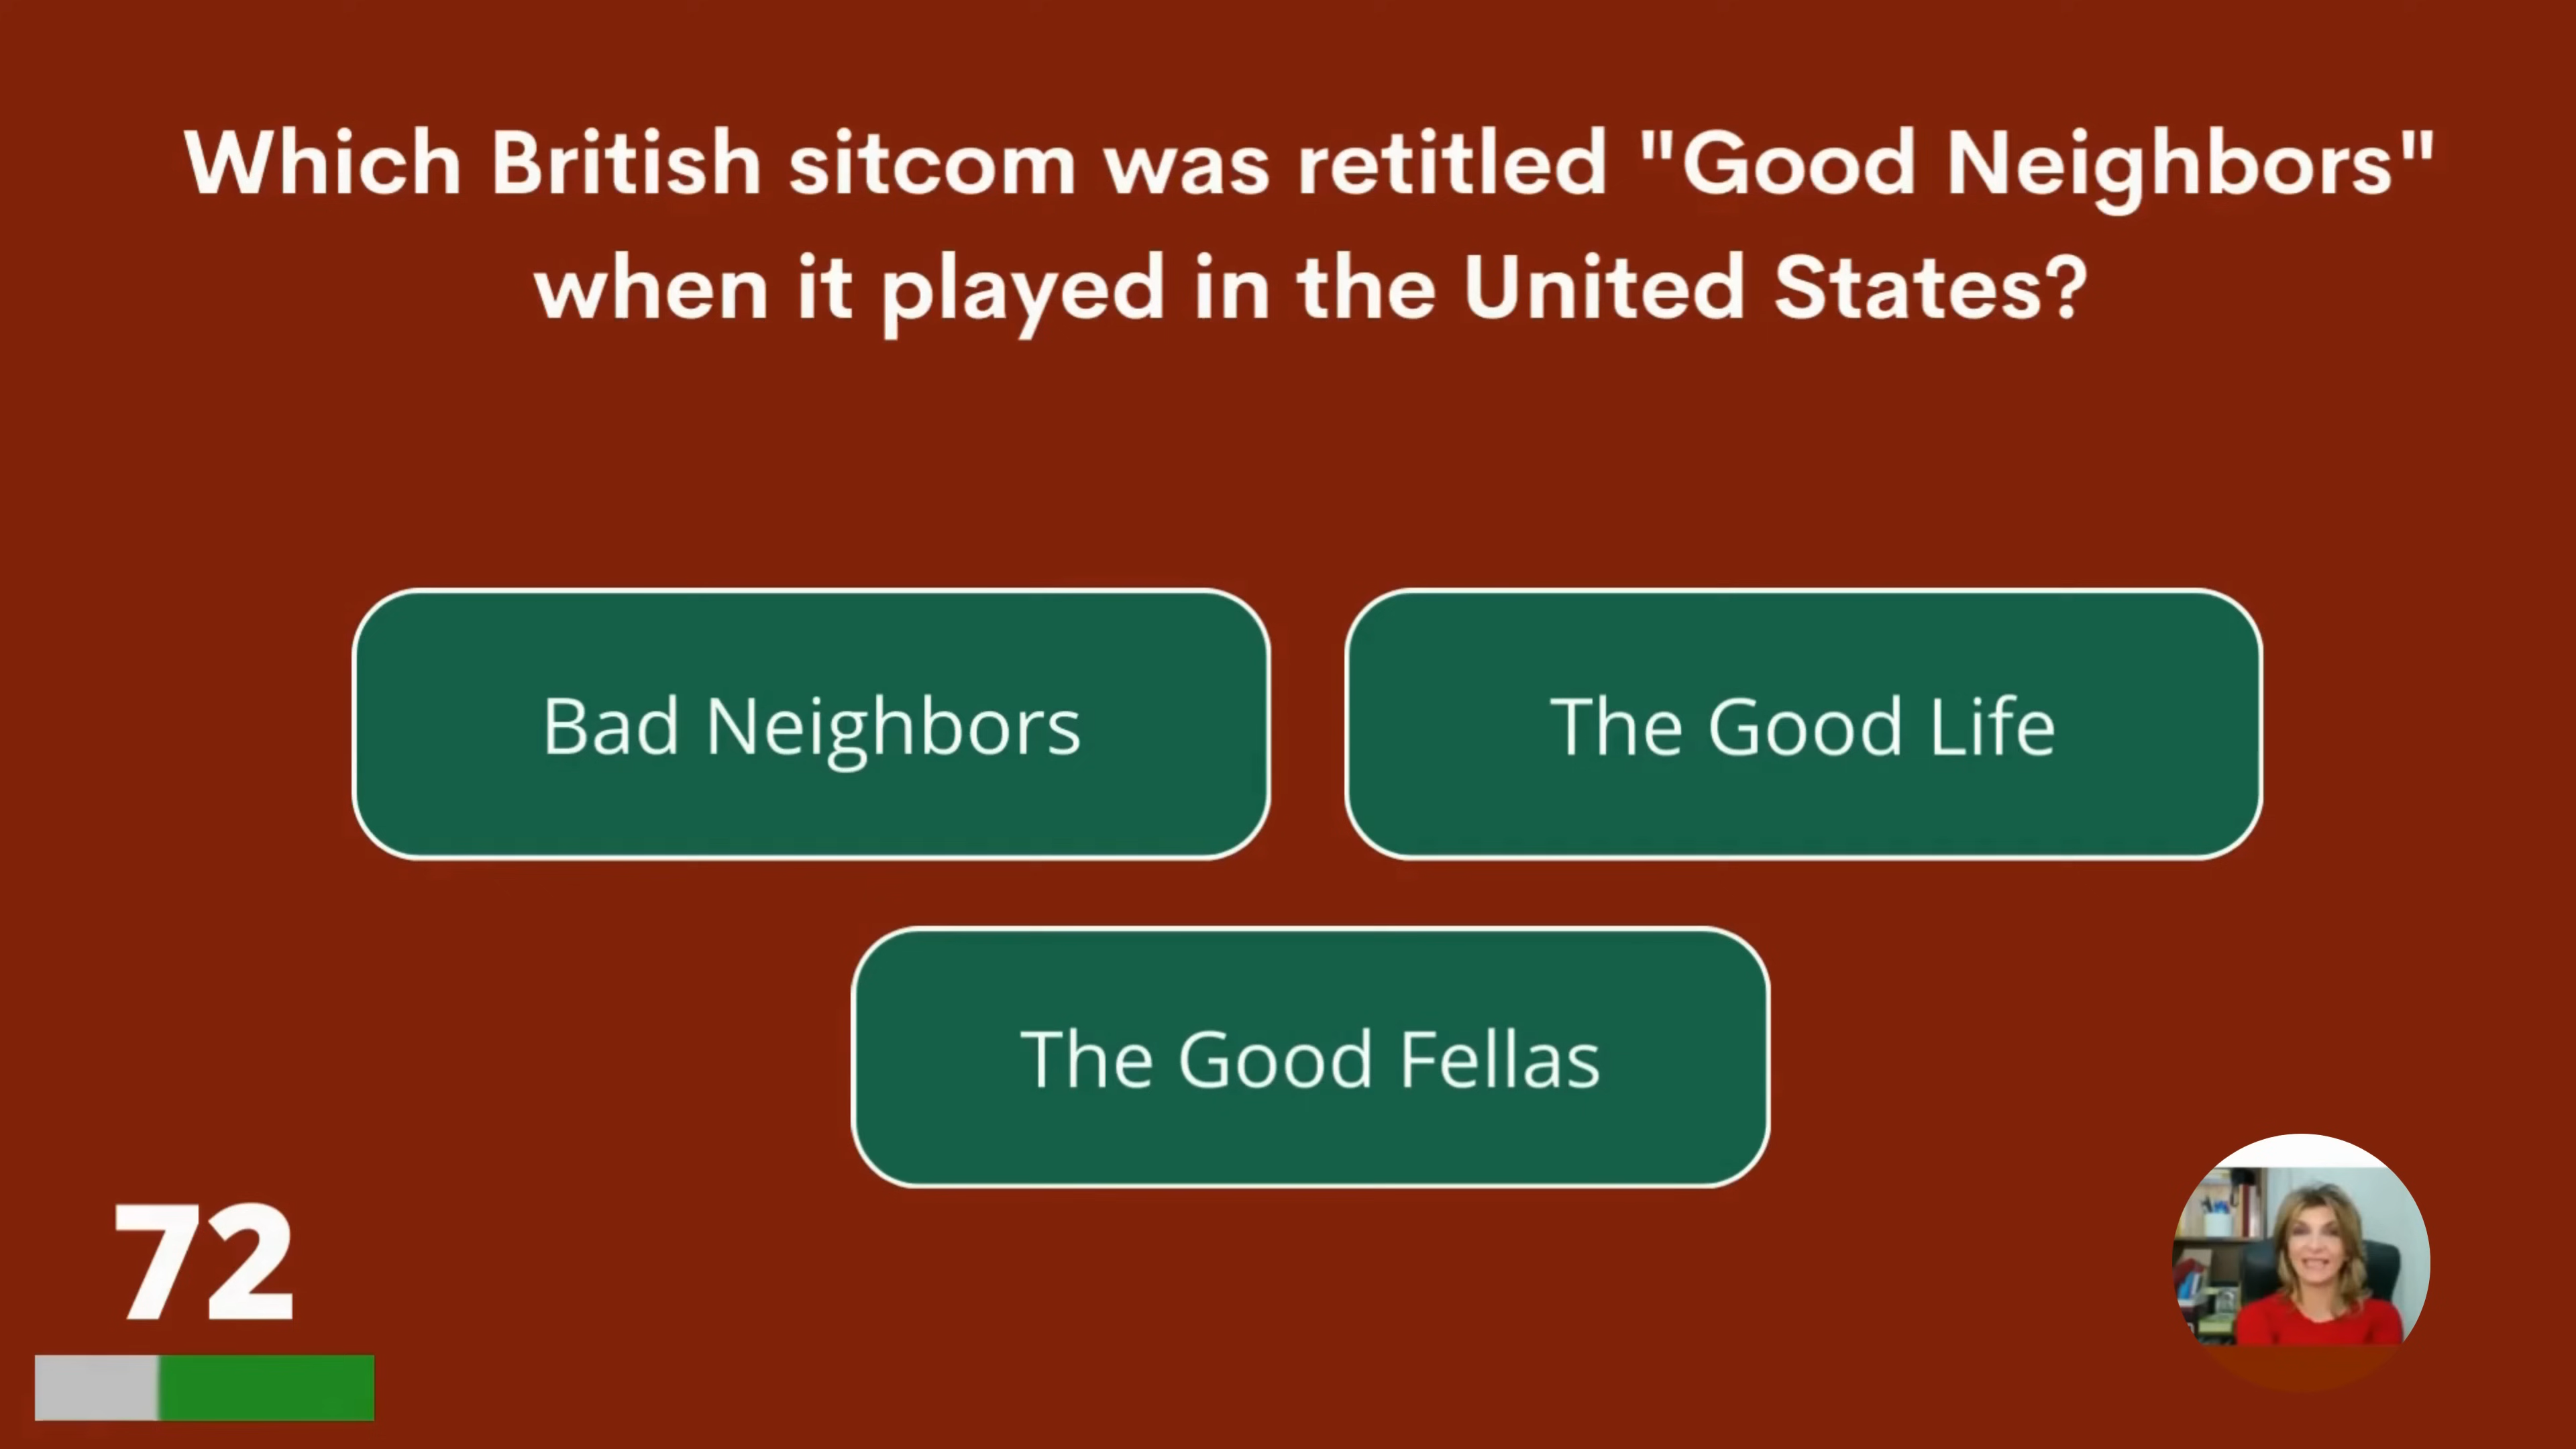 Which British sitcom was retitled "Good Neighbors"
when it played in the United States?
Bad Neighbors
The Good Life
The Good Fellas
72